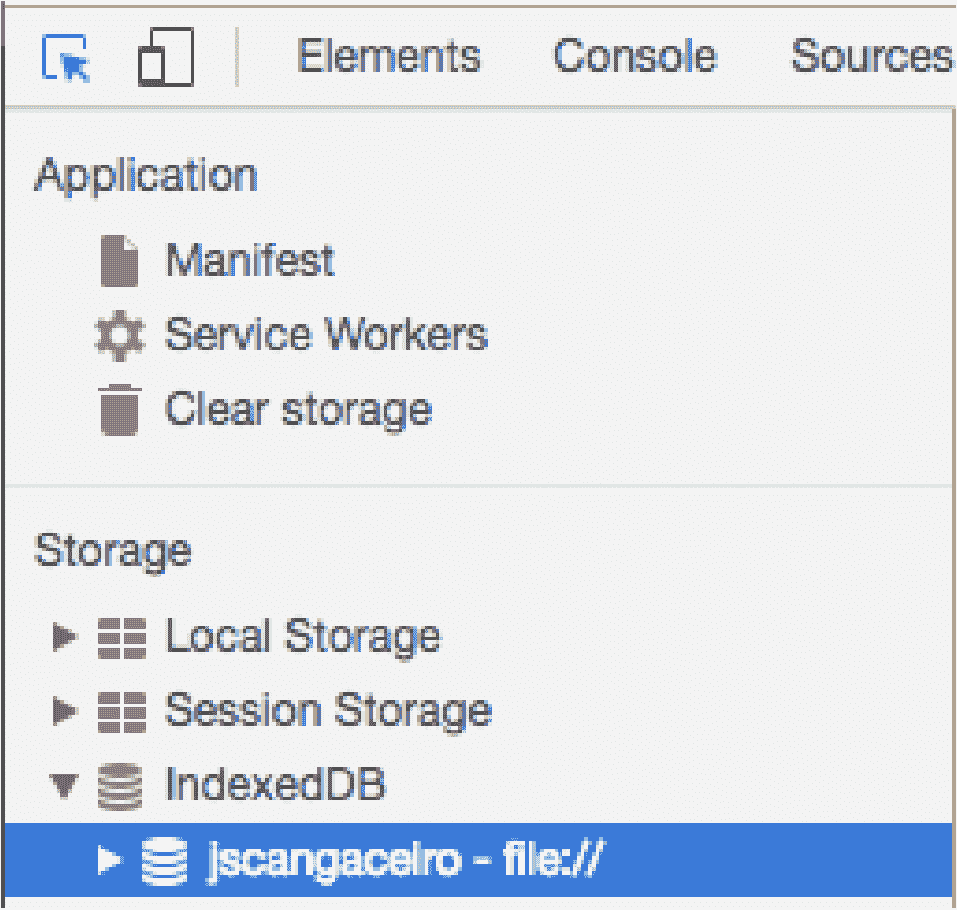 Elements Console Sources
Application
Manifest
Service Workers
Clear storage
Storage
Local Storage
Session Storage
IndexedDB
jscangaceiro - file://